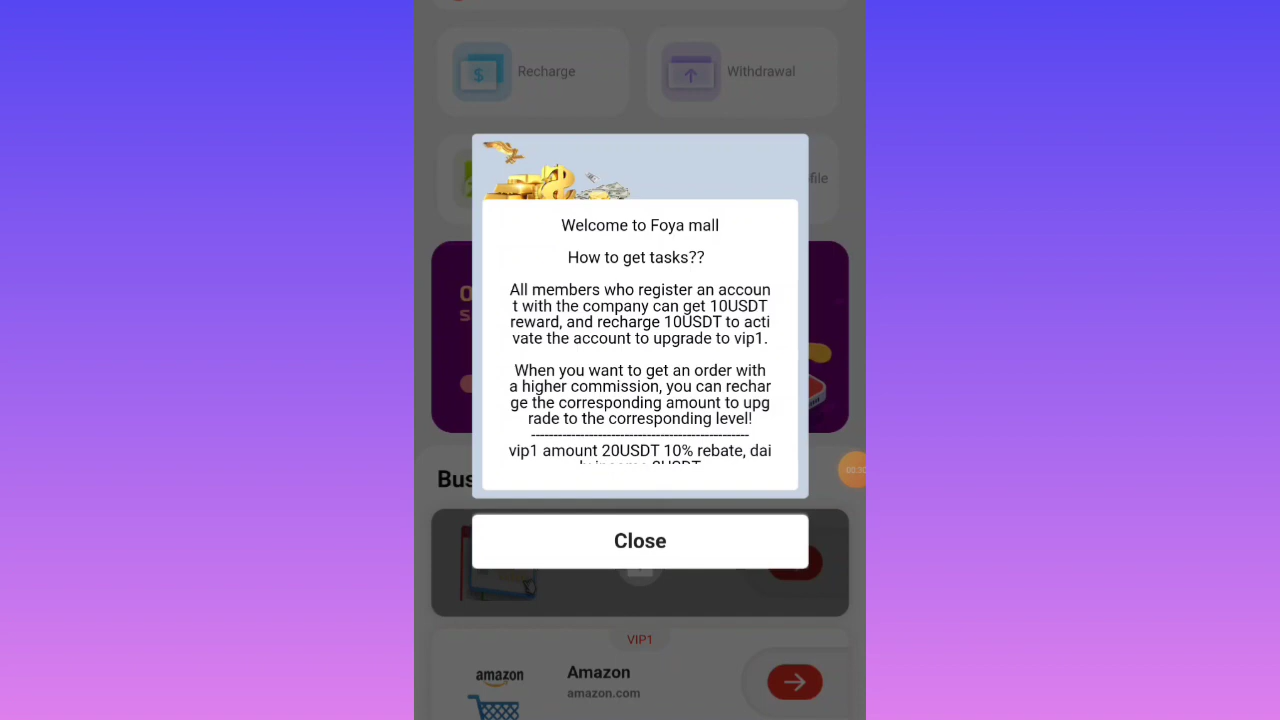 Recharge
Withdrawal
ofile
Welcome to Foya mall
How to get tasks??
All members who register an accoun
t with the company can get 10USDT
reward, and recharge 10USDT to acti
vate the account to upgrade to vip1.
When you want to get an order with
a higher commission, you can rechar
ge the corresponding amount to upg
rade to the corresponding level!
------------------------------------------------
vip1 amount 20USDT 10% rebate, dai
Bus
Close
VIP1
amazon
Amazon
amazon.com